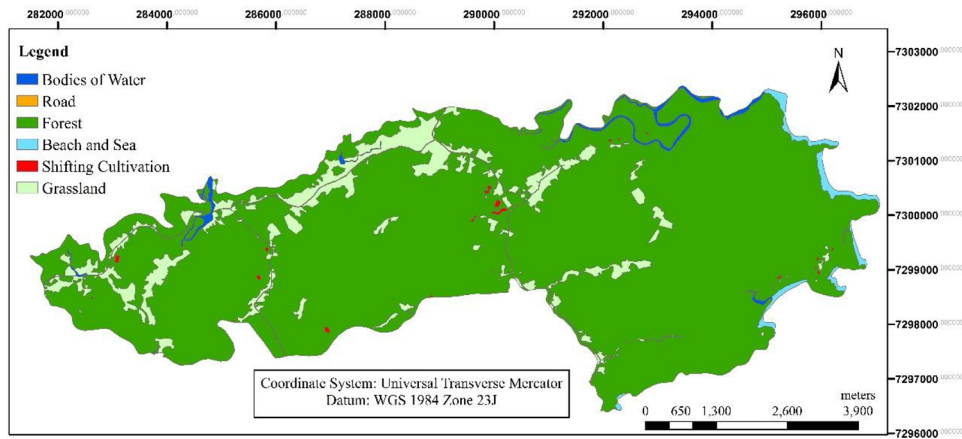 282000.000000 284000.000000 286000.000000 288000.000000 290000.000000 292000.000000 294000.000000 296000.000000
Legend
Bodies of Water
Road
Forest
Beach and Sea
Shifting Cultivation
Grassland
N
7303000.000000
7302000.000000
7301000.000000
7300000.000000
7299000.000000
7298000.000000
7297000.000000
7296000.000000
Coordinate System: Universal Transverse Mercator
Datum: WGS 1984 Zone 23J
meters
0 650 1,300 2,600 3,900